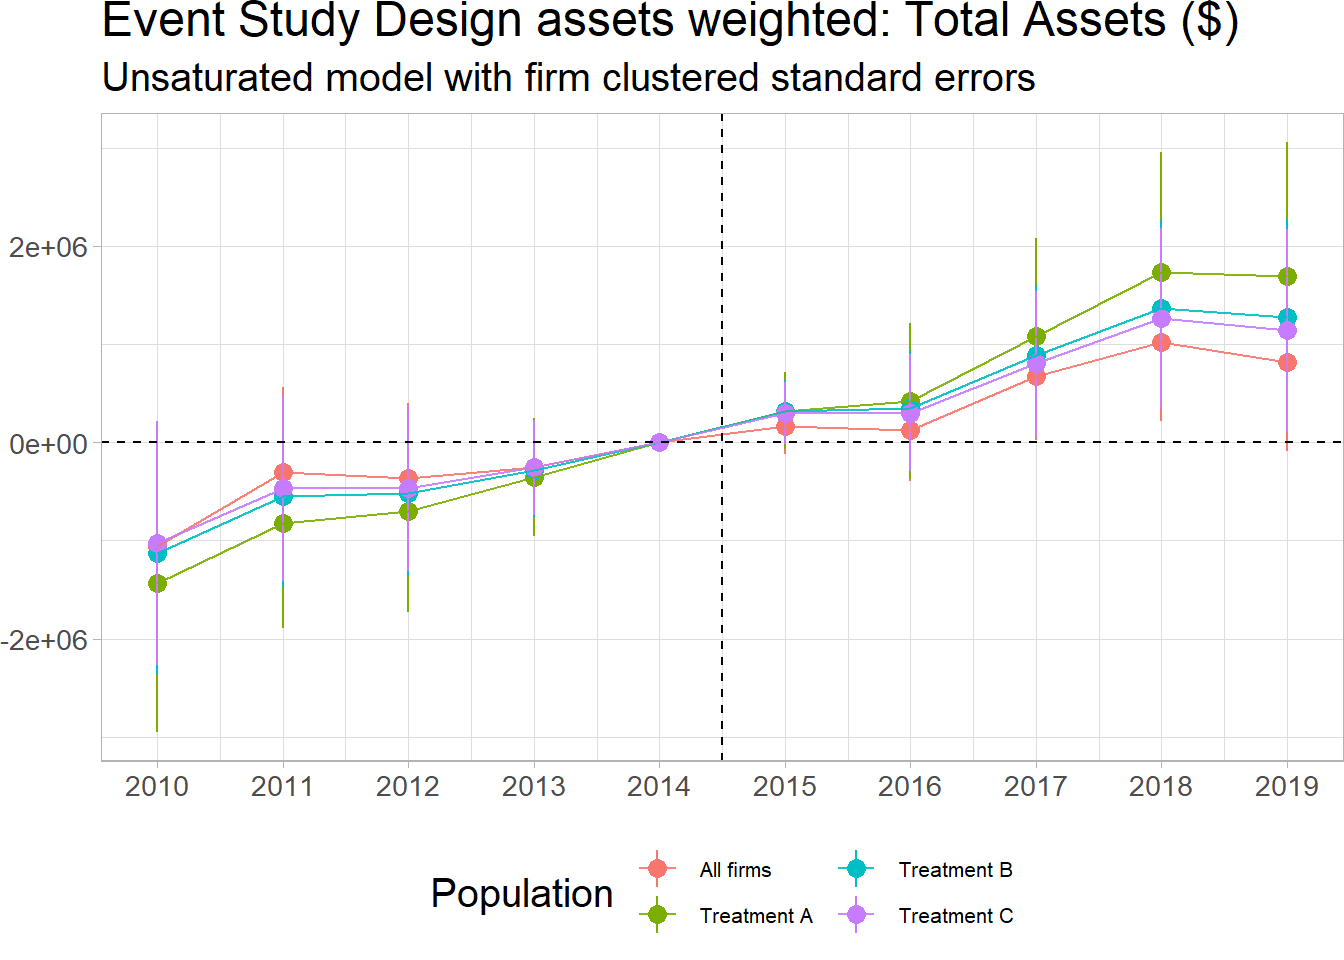 Event Study Design assets weighted: Total Assets ($)
Unsaturated model with firm clustered standard errors
2e+06
0e+00
-2e+06
2010 2011 2012 2013 2014 2015 2016 2017 2018 2019
Population
All firms
Treatment A
Treatment B
Treatment C